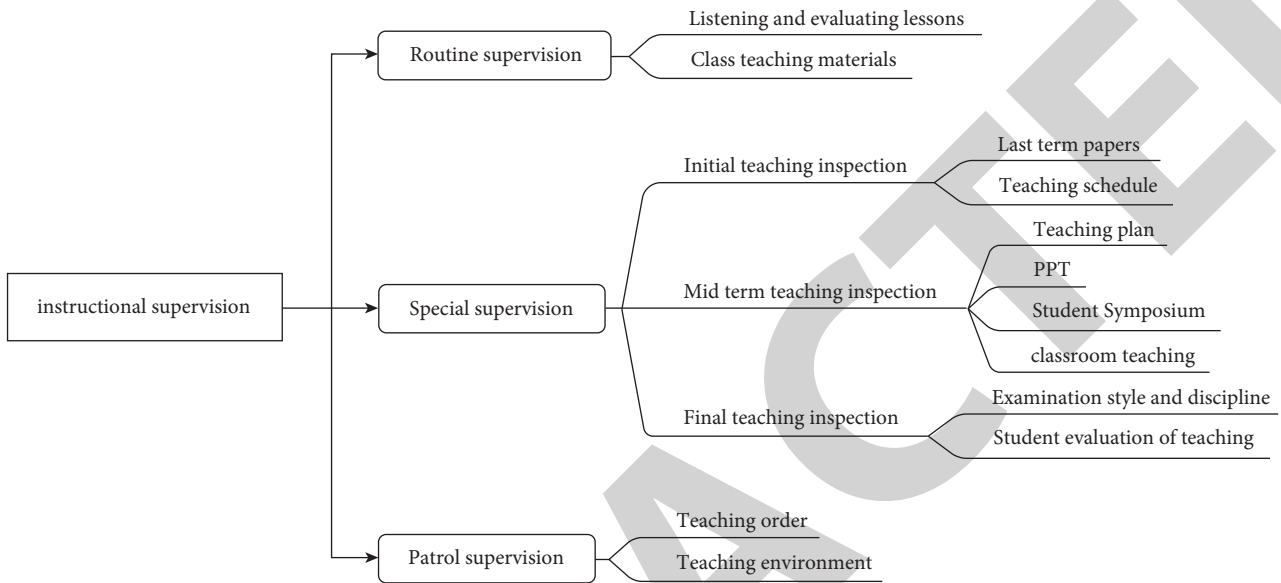 Listening and evaluating lessons
Routine supervision
Class teaching materials
Last term papers
Initial teaching inspection
Teaching schedule
Teaching plan
PPT
instructional supervision
Special supervision
Mid term teaching inspection
Student Symposium
classroom teaching
Examination style and discipline
Final teaching inspection
Student evaluation of teaching
Teaching order
Patrol supervision
Teaching environment
ACTE